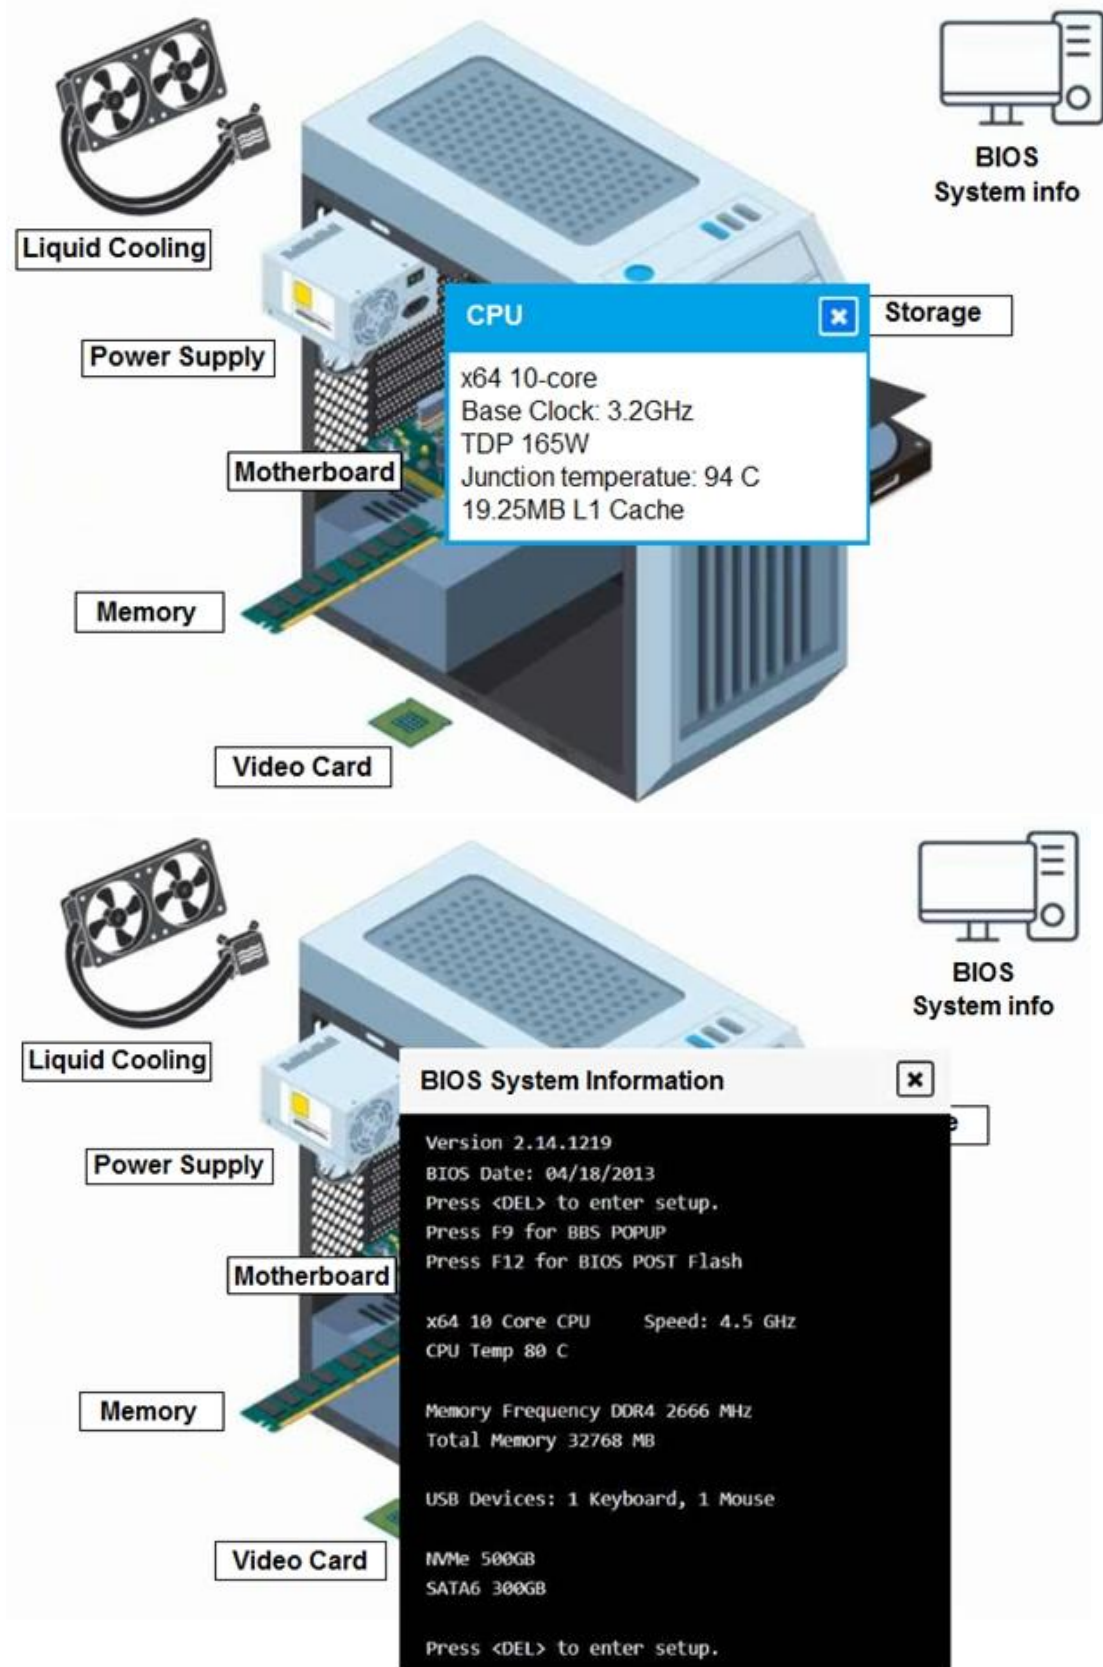 BIOS
System info
Liquid Cooling
CPU
Storage
Power Supply
x64 10-core
Base Clock: 3.2GHz
TDP 165W
Junction temperatue: 94 C
19.25MB L1 Cache
Motherboard
Memory
Video Card
BIOS
System info
Liquid Cooling
BIOS System Information
Power Supply
Version 2.14.1219
BIOS Date: 04/18/2013
Press <DEL> to enter setup.
Press F9 for BBS POPUP
Press F12 for BIOS POST Flash
Motherboard
x64 10 Core CPU Speed: 4.5 GHz
CPU Temp 80 C
Memory
Memory Frequency DDR4 2666 MHz
Total Memory 32768 MB
USB Devices: 1 Keyboard, 1 Mouse
Video Card
NVMe 500GB
SATA6 300GB
Press <DEL> to enter setup.